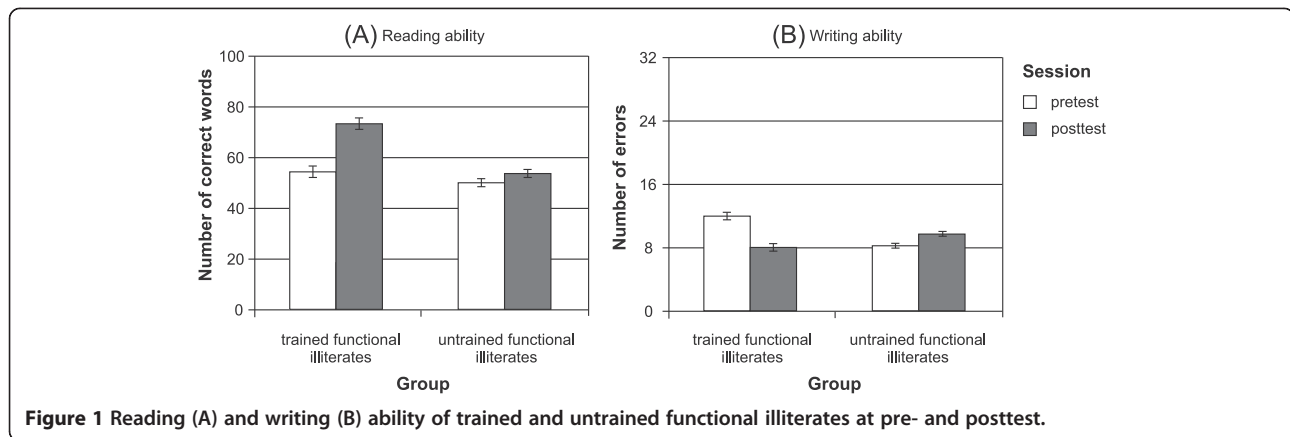 (A) Reading ability
100
80
60
40
20
0
Number of correct words
trained functional
illiterates
untrained functional
illiterates
Group
(B) Writing ability
32
24
16
8
0
Number of errors
trained functional
illiterates
untrained functional
illiterates
Group
Session
pretest
posttest
Figure 1 Reading (A) and writing (B) ability of trained and untrained functional illiterates at pre- and posttest.